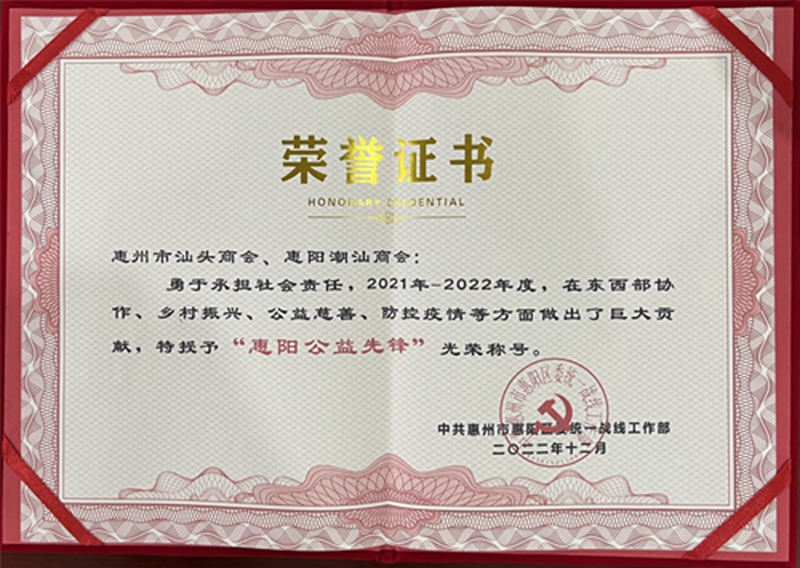 荣誉证书
HONORARY CREDENTIAL
惠州市汕头商会、惠阳潮汕商会：
勇于承担社会责任，2021年-2022年度，在东西部协
作、乡村振兴、公益慈善、防控疫情等方面做出了巨大贡
献，特授予“惠阳公益先锋”光荣称号。
中共惠州市惠阳区委统一战线工作部
二〇二二年十二月